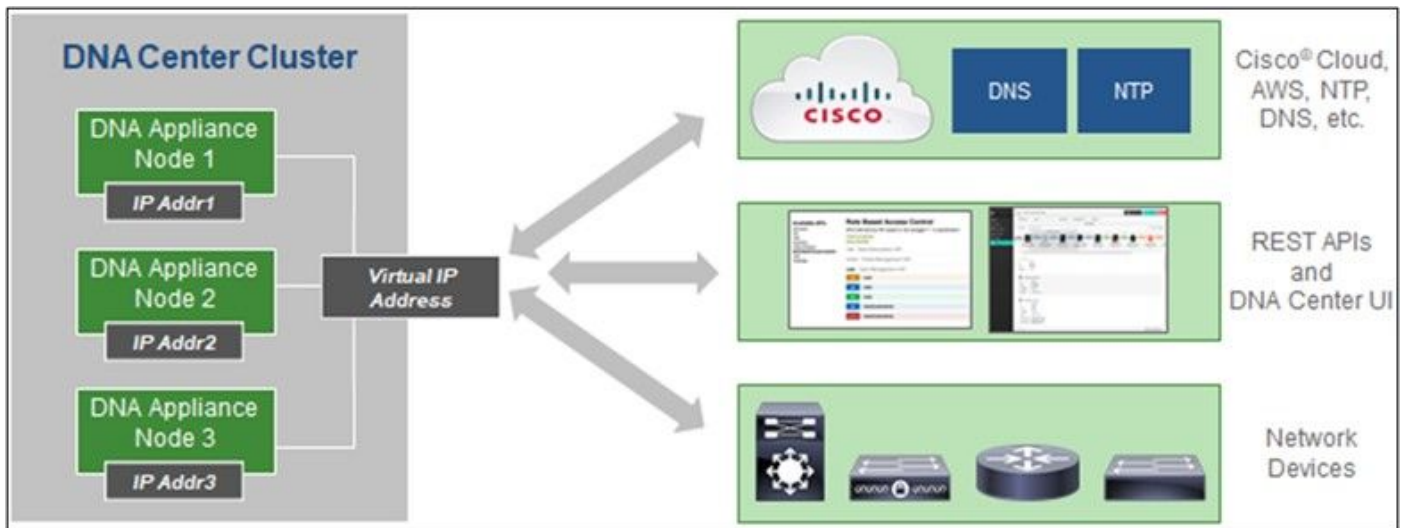 DNA Center Cluster
DNA Appliance
Node 1
IP Addr1
DNA Appliance
Node 2
IP Addr2
DNA Appliance
Node 3
IP Addr3
Virtual IP
Address
CISCO
DNS
NTP
Cisco® Cloud,
AWS, NTP,
DNS, etc.
Role Based Access Control
REST APIs
and
DNA Center UI
Network
Devices